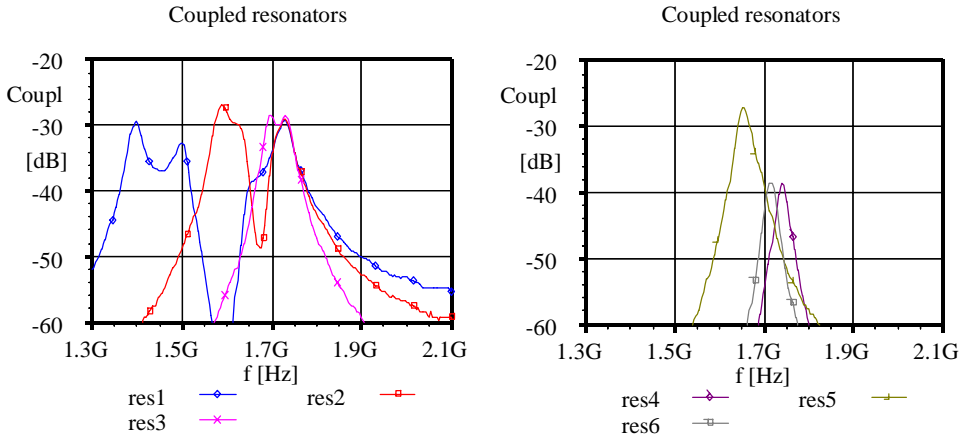 Coupled resonators
-20
Coupl
-30
[dB]
-40
-50
-60
1.3G 1.5G 1.7G 1.9G 2.1G
f [Hz]
res1 res2
res3
Coupled resonators
-20
Coupl
-30
[dB]
-40
-50
-60
1.3G 1.5G 1.7G 1.9G 2.1G
f [Hz]
res4 res5
res6